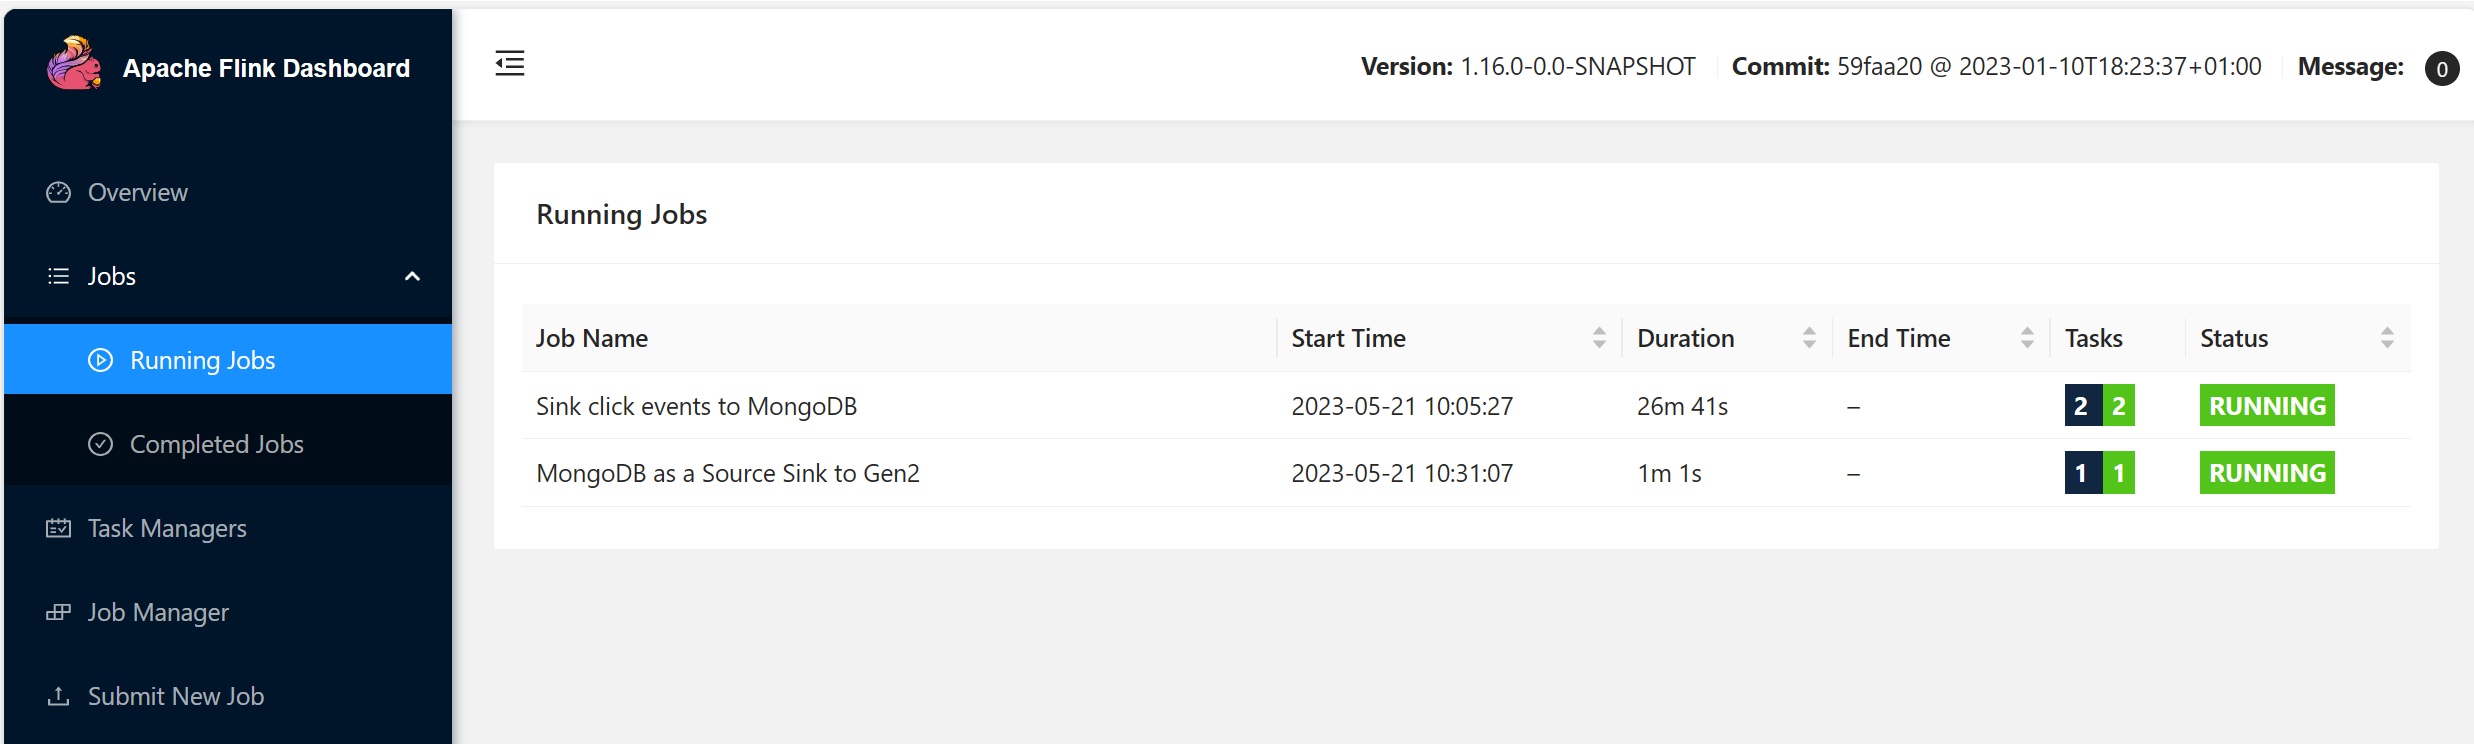 Apache Flink Dashboard
Version: 1.16.0-0.0-SNAPSHOT Commit: 59faa20 @ 2023-01-10T18:23:37+01:00 Message: 0
Overview
Jobs
Running Jobs
Completed Jobs
Task Managers
Job Manager
Submit New Job
Running Jobs
Job Name Start Time Duration End Time Tasks Status
Sink click events to MongoDB 2023-05-21 10:05:27 26m 41s – 2 2 RUNNING
MongoDB as a Source Sink to Gen2 2023-05-21 10:31:07 1m 1s – 1 1 RUNNING